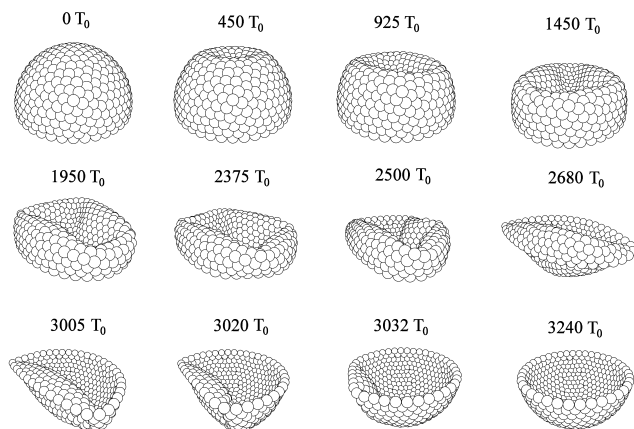 0 T₀ 450 T₀ 925 T₀ 1450 T₀
1950 T₀ 2375 T₀ 2500 T₀ 2680 T₀
3005 T₀ 3020 T₀ 3032 T₀ 3240 T₀